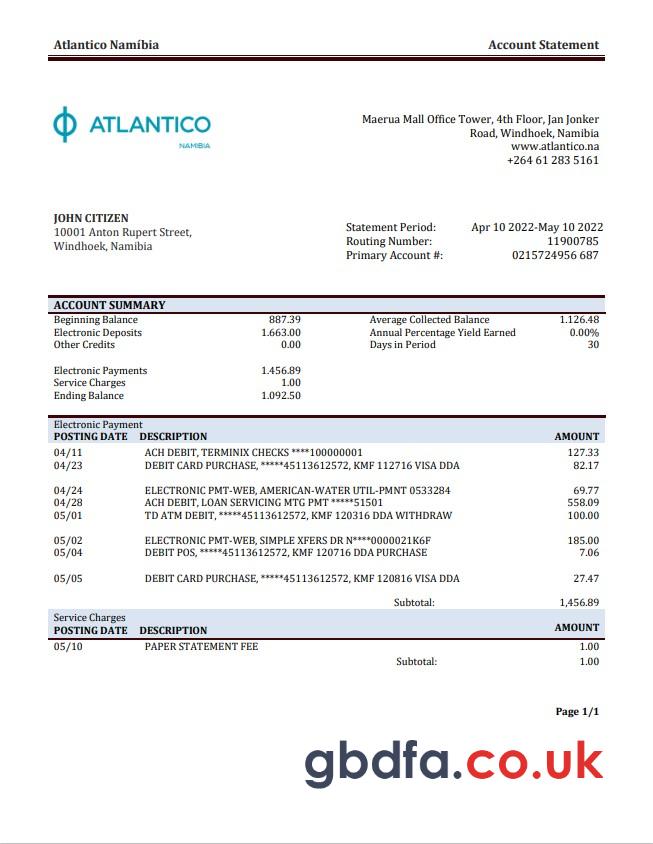 Atlantico Namíbia Account Statement
ATLANTICO
NAMIBIA
Maerua Mall Office Tower, 4th Floor, Jan Jonker
Road, Windhoek, Namibia
www.atlantico.na
+264 61 283 5161
JOHN CITIZEN
10001 Anton Rupert Street,
Windhoek, Namibia
Statement Period: Apr 10 2022-May 10 2022
Routing Number: 11900785
Primary Account #: 0215724956 687
ACCOUNT SUMMARY
Beginning Balance 887.39 Average Collected Balance 1.126.48
Electronic Deposits 1.663.00 Annual Percentage Yield Earned 0.00%
Other Credits 0.00 Days in Period 30
Electronic Payments 1.456.89
Service Charges 1.00
Ending Balance 1.092.50
Electronic Payment
POSTING DATE DESCRIPTION AMOUNT
04/11 ACH DEBIT, TERMINIX CHECKS ****100000001 127.33
04/23 DEBIT CARD PURCHASE, *****45113612572, KMF 112716 VISA DDA 82.17
04/24 ELECTRONIC PMT-WEB, AMERICAN-WATER UTIL-PMNT 0533284 69.77
04/28 ACH DEBIT, LOAN SERVICING MTG PMT *****51501 558.09
05/01 TD ATM DEBIT, *****45113612572, KMF 120316 DDA WITHDRAW 100.00
05/02 ELECTRONIC PMT-WEB, SIMPLE XFERS DR N****0000021K6F 185.00
05/04 DEBIT POS, *****45113612572, KMF 120716 DDA PURCHASE 7.06
05/05 DEBIT CARD PURCHASE, *****45113612572, KMF 120816 VISA DDA 27.47
Subtotal: 1,456.89
Service Charges
POSTING DATE DESCRIPTION AMOUNT
05/10 PAPER STATEMENT FEE 1.00
Subtotal: 1.00
Page 1/1
gbdfa.co.uk